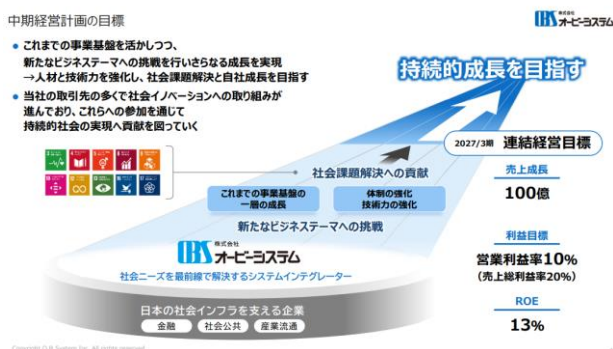 中期経営計画の目標
OBS 株式会社 オービーシステム
● これまでの事業基盤を活かしつつ、
新たなビジネステーマへの挑戦を行いさらなる成長を実現
→人材と技術力を強化し、社会課題解決と自社成長を目指す
● 当社の取引先の多くで社会イノベーションへの取り組みが
進んでおり、これらへの参加を通じて
持続的社会の実現へ貢献を図っていく
持続的成長を目指す
2027/3期 連結経営目標
売上成長
100億
利益目標
営業利益率10%
(売上総利益率20%)
ROE
13%
社会課題解決への貢献
これまでの事業基盤の
一層の成長
体制の強化
技術力の強化
新たなビジネステーマへの挑戦
OBS 株式会社 オービーシステム
社会ニーズを最前線で解決するシステムインテグレーター
日本の社会インフラを支える企業
金融 社会公共 産業流通
Copyright O B System Inc. All rights reserved.